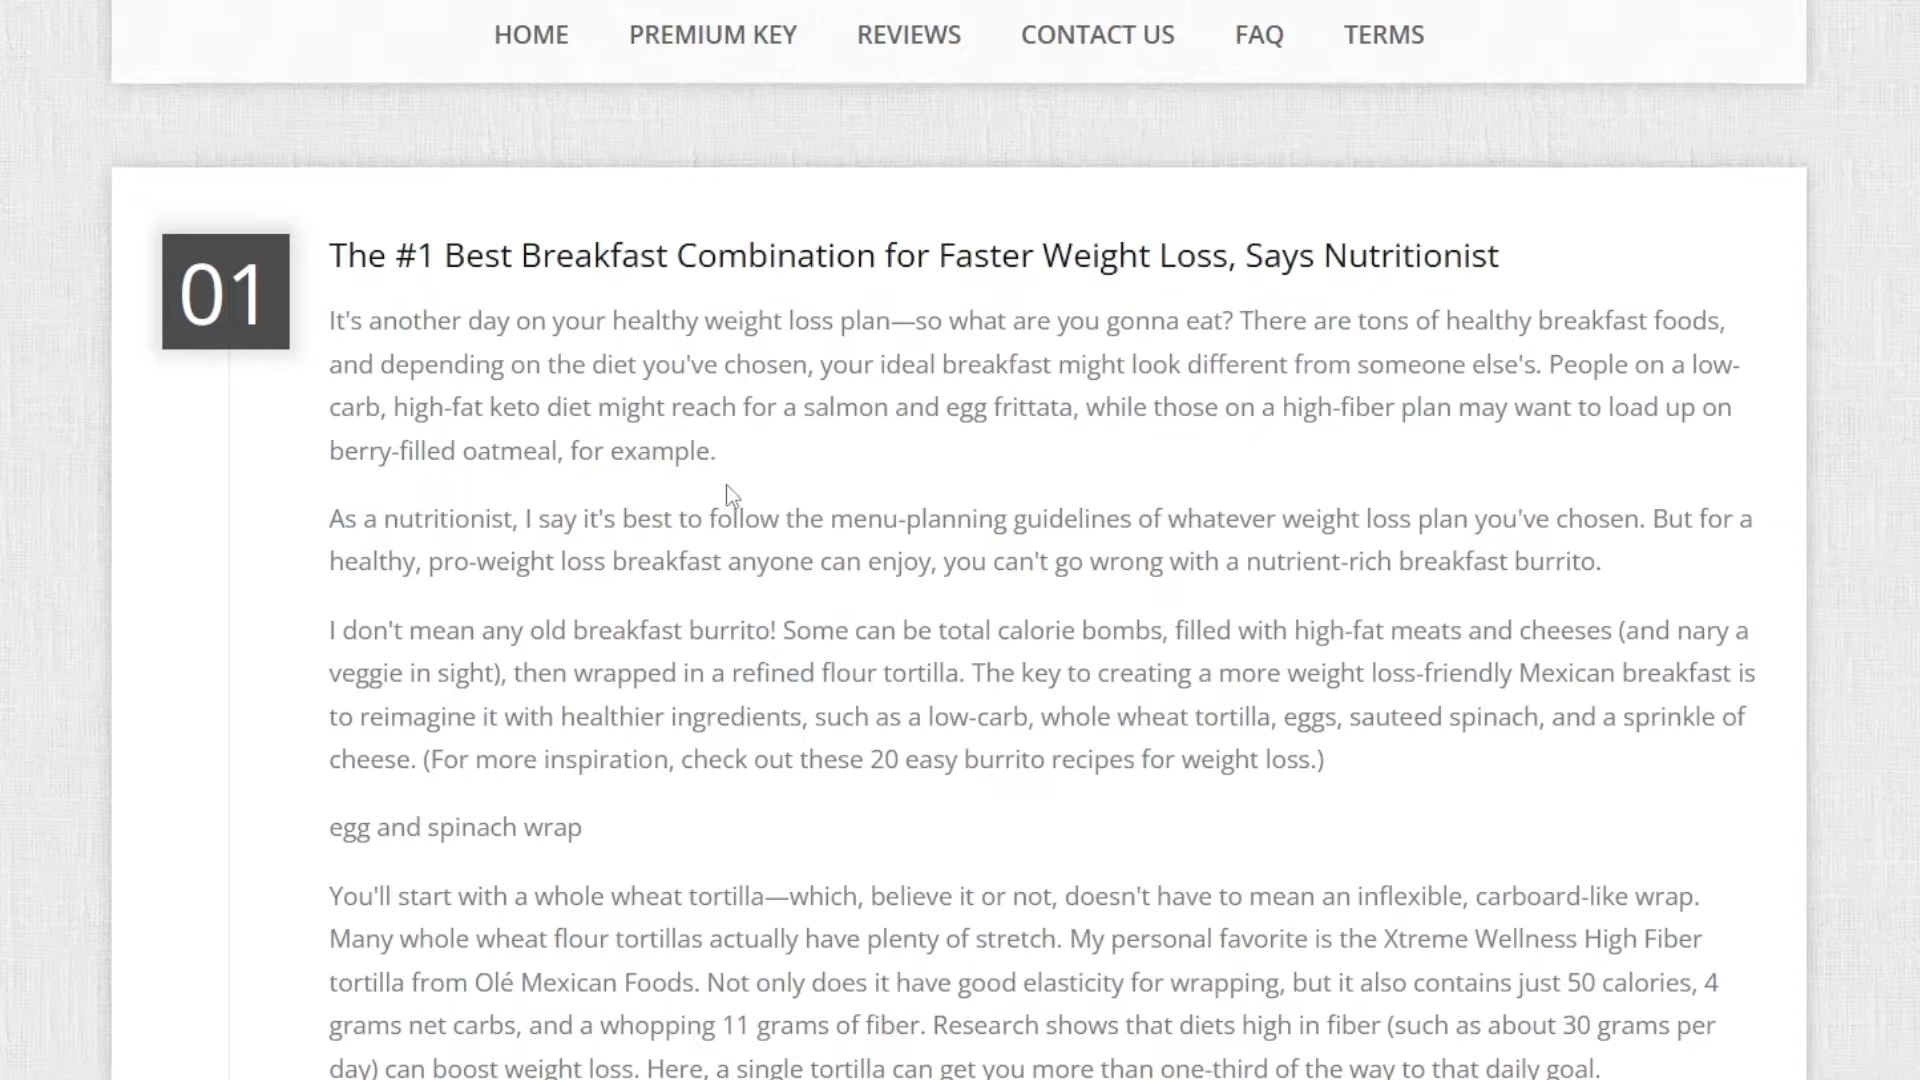 HOME PREMIUM KEY REVIEWS CONTACT US FAQ TERMS
01
The #1 Best Breakfast Combination for Faster Weight Loss, Says Nutritionist
It's another day on your healthy weight loss plan—so what are you gonna eat? There are tons of healthy breakfast foods,
and depending on the diet you've chosen, your ideal breakfast might look different from someone else's. People on a low-
carb, high-fat keto diet might reach for a salmon and egg frittata, while those on a high-fiber plan may want to load up on
berry-filled oatmeal, for example.
As a nutritionist, I say it's best to follow the menu-planning guidelines of whatever weight loss plan you've chosen. But for a
healthy, pro-weight loss breakfast anyone can enjoy, you can't go wrong with a nutrient-rich breakfast burrito.
I don't mean any old breakfast burrito! Some can be total calorie bombs, filled with high-fat meats and cheeses (and nary a
veggie in sight), then wrapped in a refined flour tortilla. The key to creating a more weight loss-friendly Mexican breakfast is
to reimagine it with healthier ingredients, such as a low-carb, whole wheat tortilla, eggs, sauteed spinach, and a sprinkle of
cheese. (For more inspiration, check out these 20 easy burrito recipes for weight loss.)
egg and spinach wrap
You'll start with a whole wheat tortilla—which, believe it or not, doesn't have to mean an inflexible, carboard-like wrap.
Many whole wheat flour tortillas actually have plenty of stretch. My personal favorite is the Xtreme Wellness High Fiber
tortilla from Olé Mexican Foods. Not only does it have good elasticity for wrapping, but it also contains just 50 calories, 4
grams net carbs, and a whopping 11 grams of fiber. Research shows that diets high in fiber (such as about 30 grams per
day) can boost weight loss. Here, a single tortilla can get you more than one-third of the way to that daily goal.